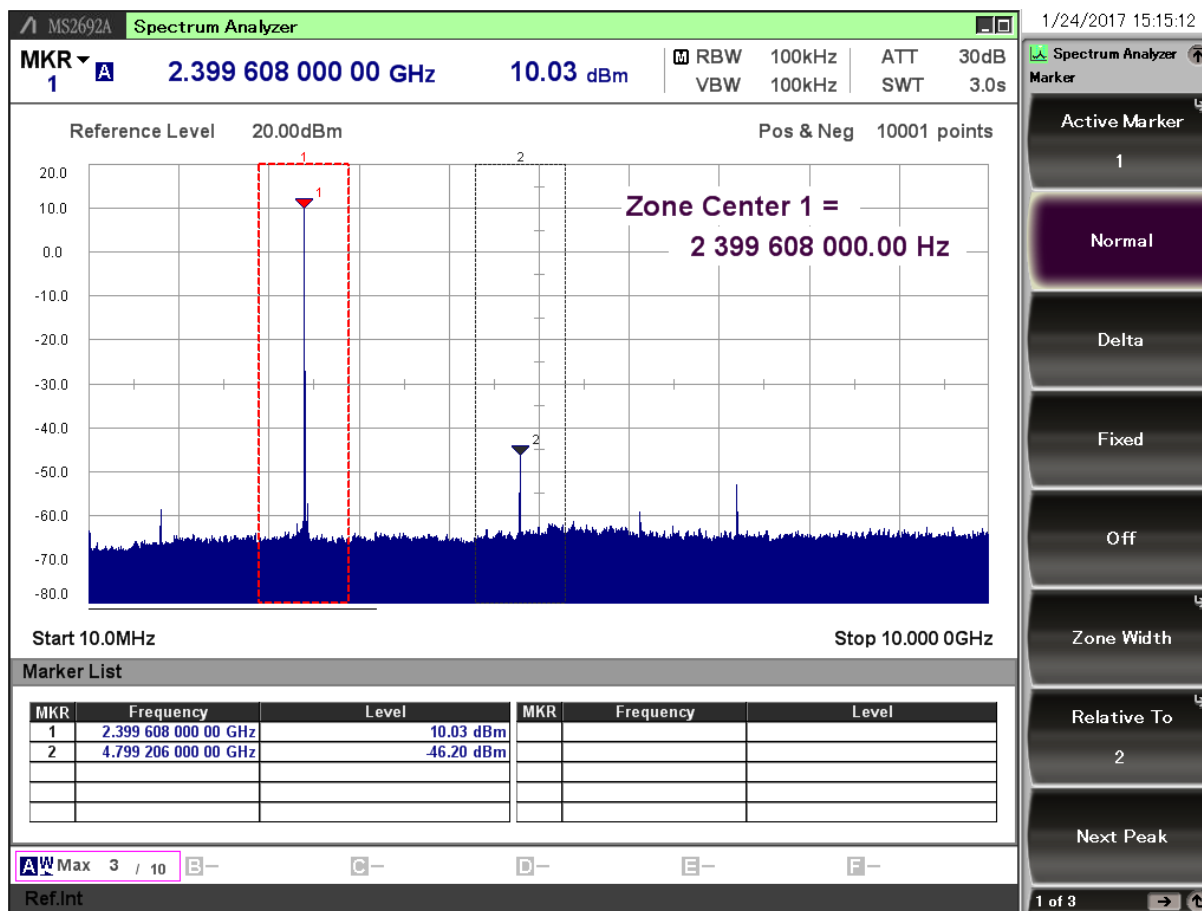 MS2692A Spectrum Analyzer
1/24/2017 15:15:12
MKR A 2.399 608 000 00 GHz 10.03 dBm M RBW 100kHz ATT 30dB
1 VBW 100kHz SWT 3.0s
Reference Level 20.00dBm Pos & Neg 10001 points
1 2
20.0
1
Zone Center 1 =
10.0
2 399 608 000.00 Hz
0.0
-10.0
-20.0
-30.0
-40.0
2
-50.0
-60.0
-70.0
-80.0
Start 10.0MHz Stop 10.000 0GHz
Marker List
MKR Frequency Level MKR Frequency Level
1 2.399 608 000 00 GHz 10.03 dBm
2 4.799 206 000 00 GHz -46.20 dBm
A W Max 3 / 10 B- C- D- E- F-
Ref.Int
Spectrum Analyzer
Marker
Active Marker
1
Normal
Delta
Fixed
Off
Zone Width
Relative To
2
Next Peak
1 of 3